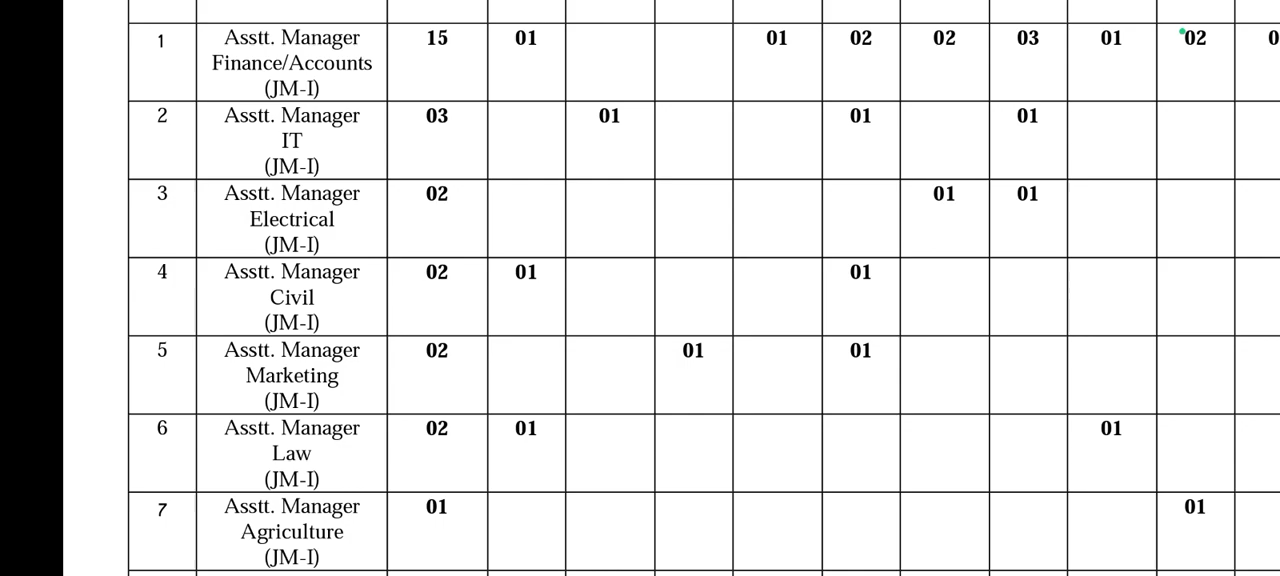 1 Asstt. Manager 15 01 01 02 02 03 01 02 0
Finance/Accounts
(JM-I)
2 Asstt. Manager 03 01 01 01
IT
(JM-I)
3 Asstt. Manager 02 01 01
Electrical
(JM-I)
4 Asstt. Manager 02 01 01
Civil
(JM-I)
5 Asstt. Manager 02 01 01
Marketing
(JM-I)
6 Asstt. Manager 02 01 01
Law
(JM-I)
7 Asstt. Manager 01 01
Agriculture
(JM-I)